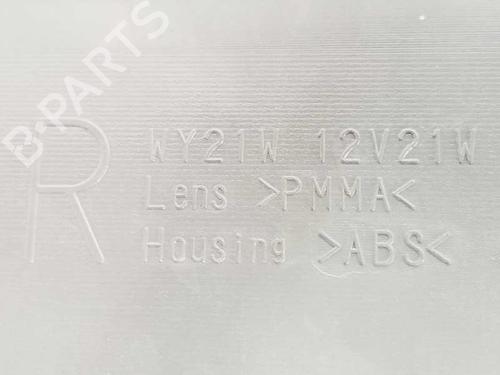 B-PARTS
R
WY21W 12V21W
Lens >PMMA<
Housing >ABS<